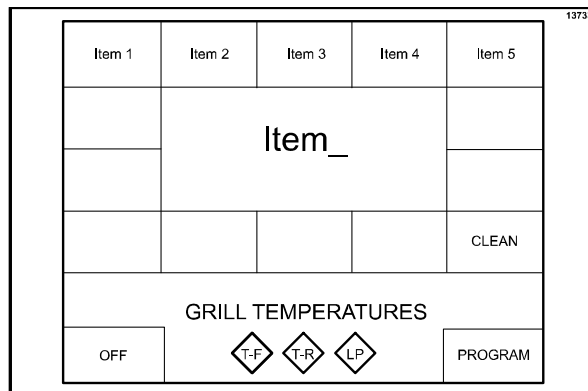 1373
Item 1 Item 2 Item 3 Item 4 Item 5
Item_
CLEAN
GRILL TEMPERATURES
OFF T-F T-R LP PROGRAM